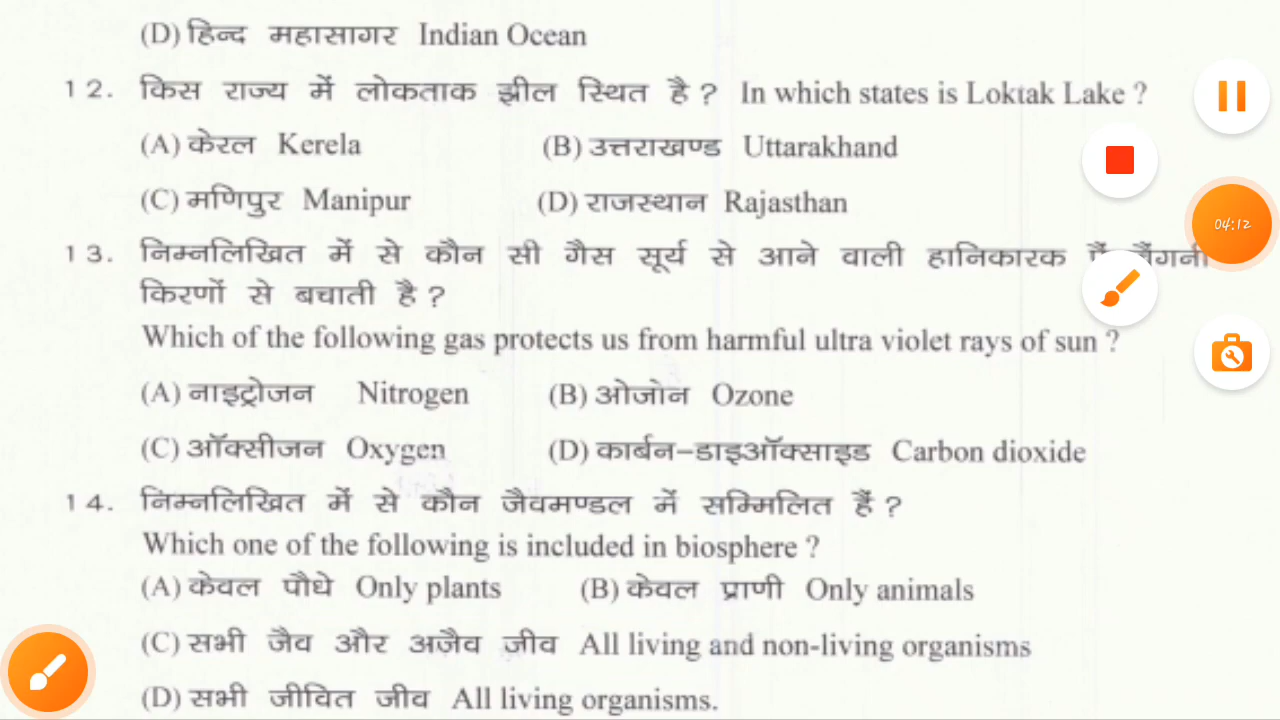 (D) हिन्द महासागर Indian Ocean
12. किस राज्य में लोकताक झील स्थित है ? In which states is Loktak Lake ?
(A) केरल Kerela (B) उत्तराखण्ड Uttarakhand
(C) मणिपुर Manipur (D) राजस्थान Rajasthan
13. निम्नलिखित में से कौन सी गैस सूर्य से आने वाली हानिकारक
किरणों से बचाती है ?
Which of the following gas protects us from harmful ultra violet rays of sun ?
(A) नाइट्रोजन Nitrogen (B) ओजोन Ozone
(C) ऑक्सीजन Oxygen (D) कार्बन–डाइऑक्साइड Carbon dioxide
14. निम्नलिखित में से कौन जैवमण्डल में सम्मिलित हैं ?
Which one of the following is included in biosphere ?
(A) केवल पौधे Only plants (B) केवल प्राणी Only animals
(C) सभी जैव और अजैव जीव All living and non-living organisms
(D) सभी जीवित जीव All living organisms.
04:12